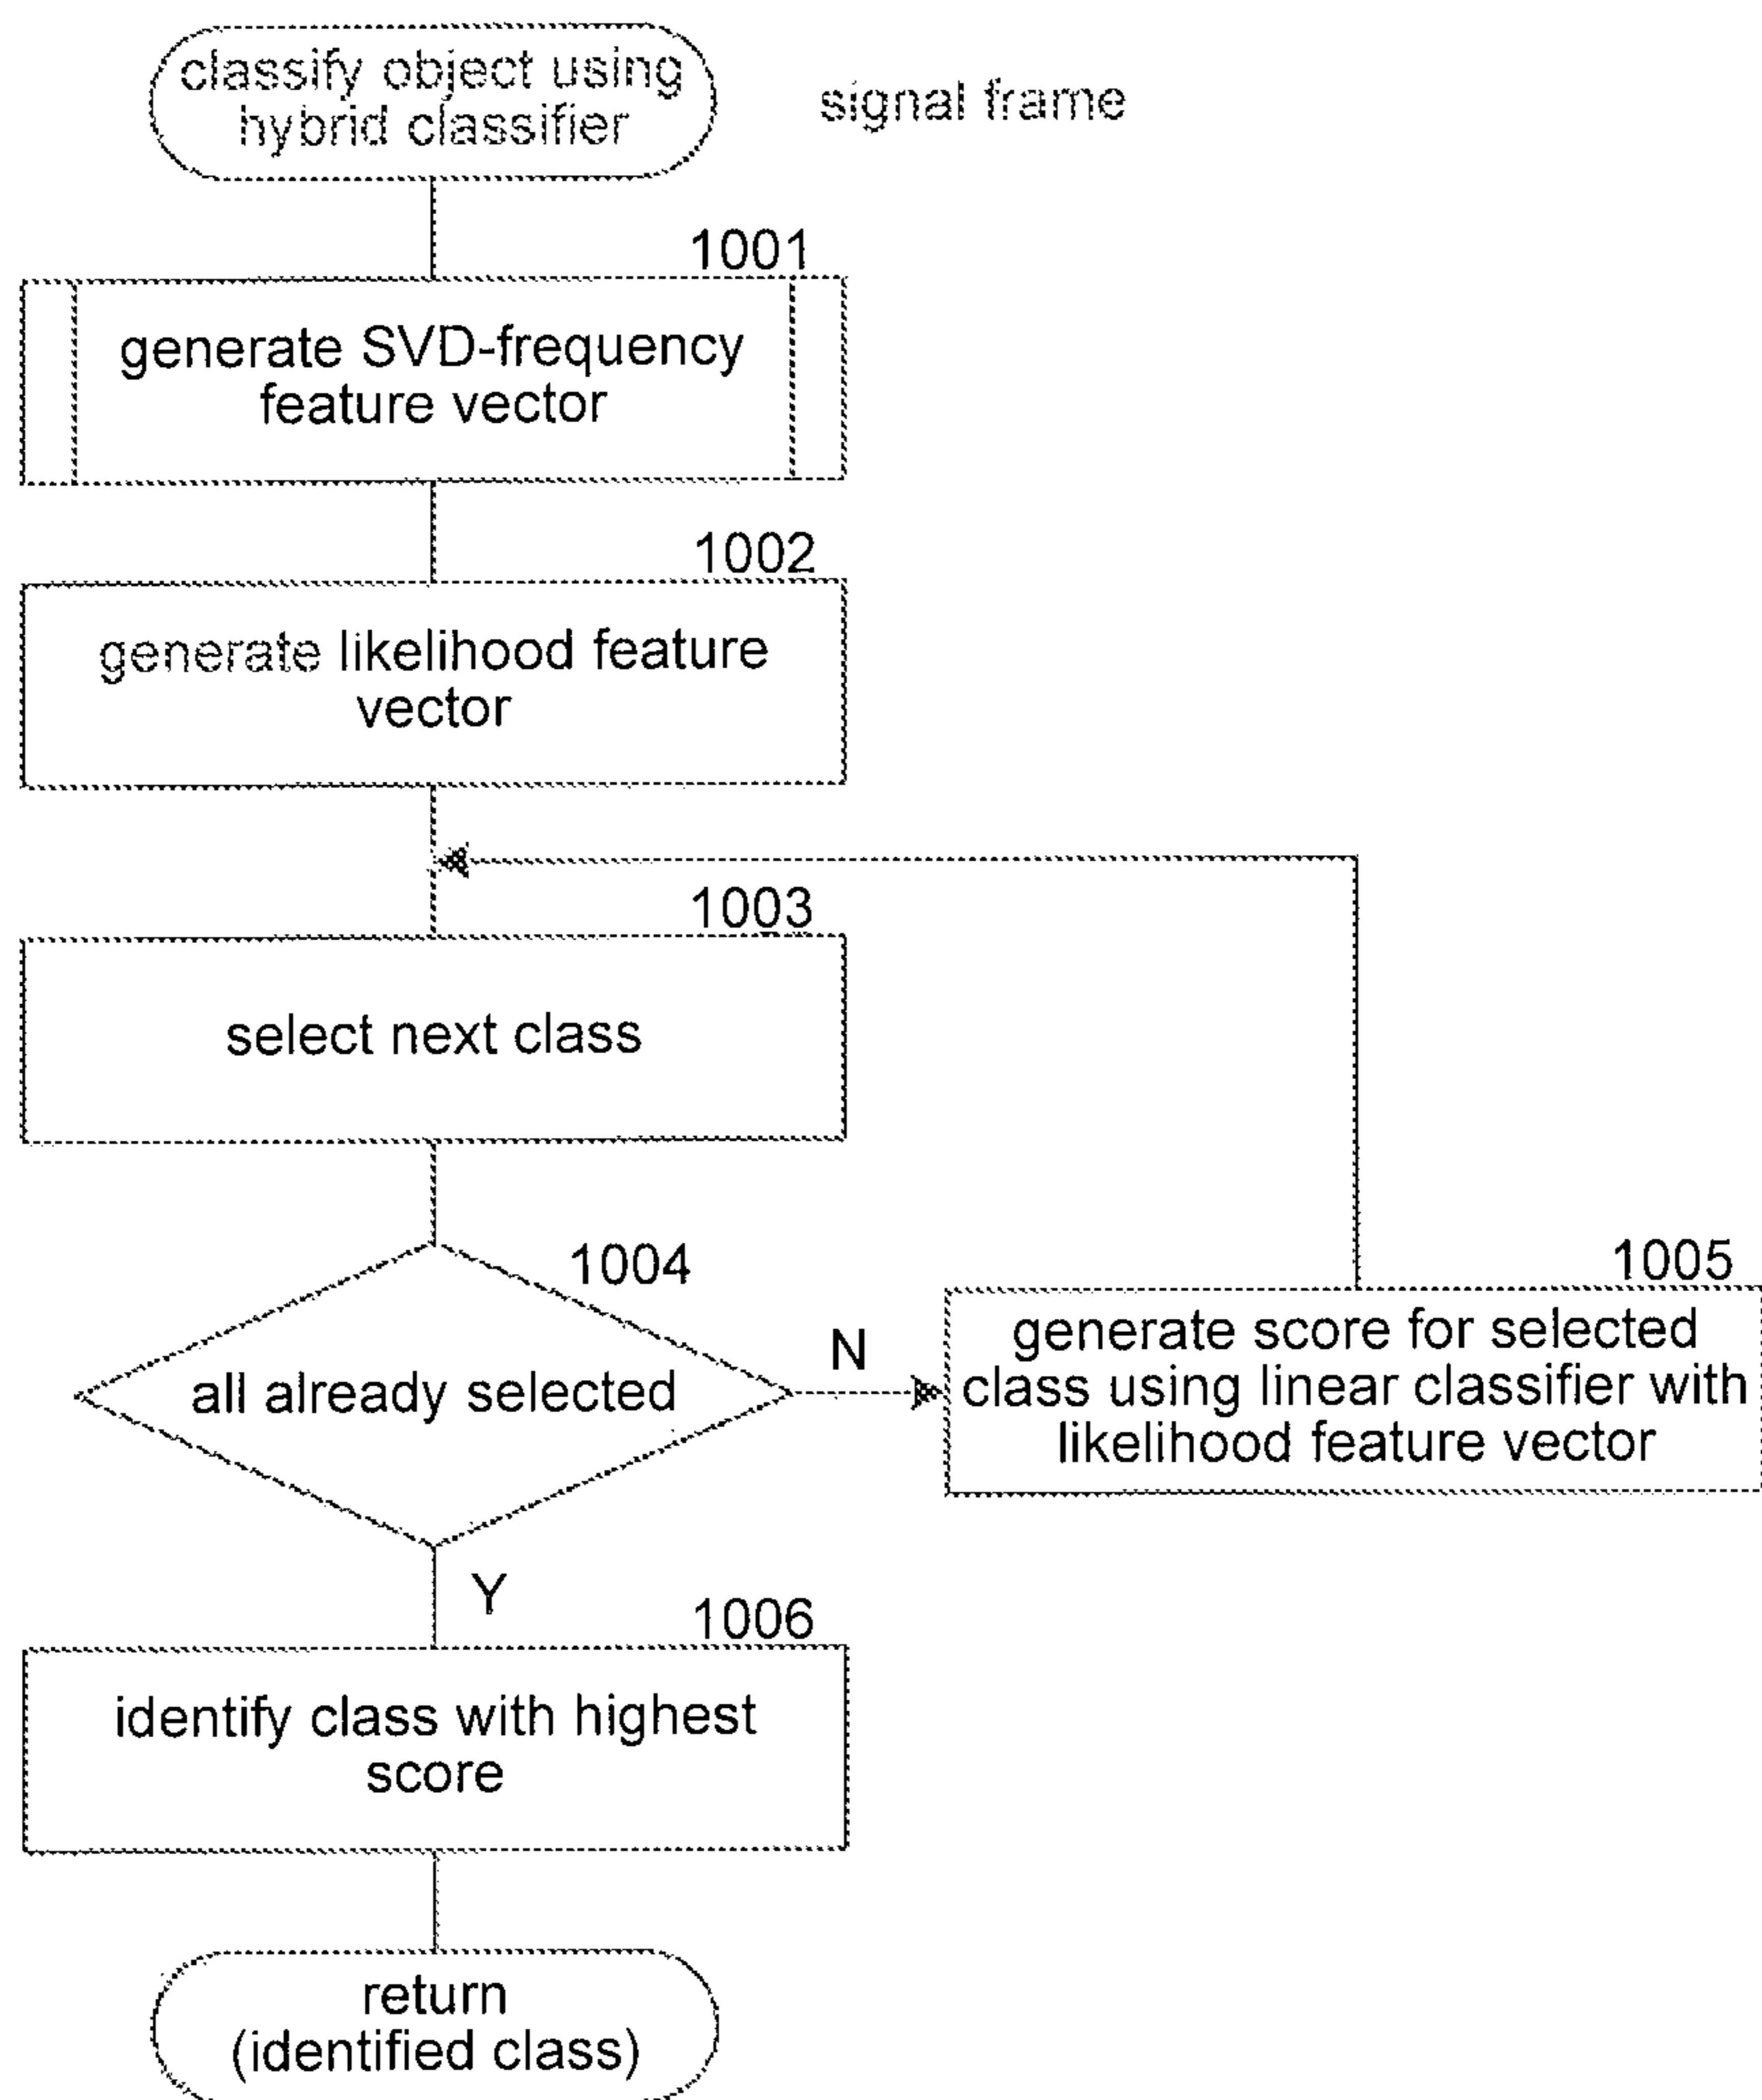 classify object using
hybrid classifier
signal frame
1001
generate SVD-frequency
feature vector
1002
generate likelihood feature
vector
1003
select next class
1004
all already selected
N
1005
generate score for selected
class using linear classifier with
likelihood feature vector
Y
1006
identify class with highest
score
return
(identified class)